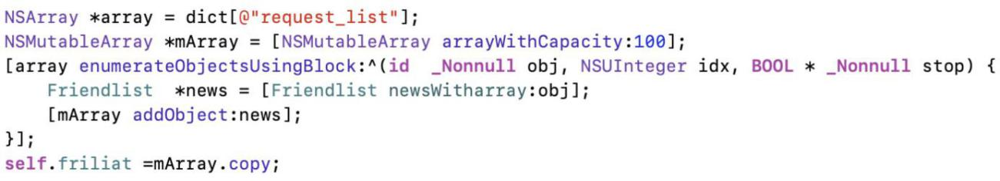 NSArray *array = dict[@"request_list"];
NSMutableArray *mArray = [NSMutableArray arrayWithCapacity:100];
[array enumerateObjectsUsingBlock:^(id  _Nonnull obj, NSUInteger idx, BOOL * _Nonnull stop) {
    Friendlist  *news = [Friendlist newsWitharray:obj];
    [mArray addObject:news];
}];
self.friliat =mArray.copy;